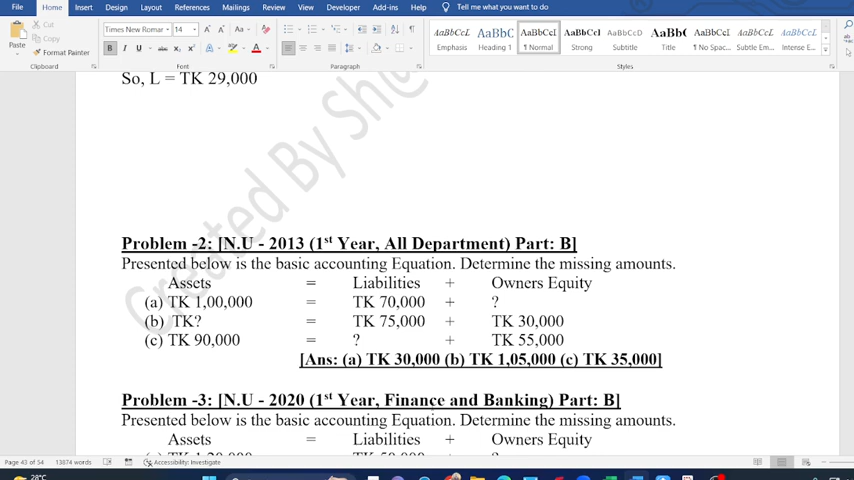 File Home Insert Design Layout References Mailings Review View Developer Add-ins Help Tell me what you want to do
Cut
Copy
Format Painter
Paste
Clipboard
Times New Romar 14
Font
Paragraph
AaBbCcL AaBbC AaBbCcI AaBbCcI AaBbCcD AaBb( AaBbCcI AaBbCcL AaBbCcL
Emphasis Heading 1 ¶ Normal Strong Subtitle Title ¶ No Spac... Subtle Em... Intense E...
Styles
So, L = TK 29,000
Created By Sh@
Problem -2: [N.U - 2013 (1st Year, All Department) Part: B]
Presented below is the basic accounting Equation. Determine the missing amounts.
Assets = Liabilities + Owners Equity
(a) TK 1,00,000 = TK 70,000 + ?
(b) TK? = TK 75,000 + TK 30,000
(c) TK 90,000 = ? + TK 55,000
[Ans: (a) TK 30,000 (b) TK 1,05,000 (c) TK 35,000]
Problem -3: [N.U - 2020 (1st Year, Finance and Banking) Part: B]
Presented below is the basic accounting Equation. Determine the missing amounts.
Assets = Liabilities + Owners Equity
Page 43 of 54 13874 words Accessibility: Investigate
28°C